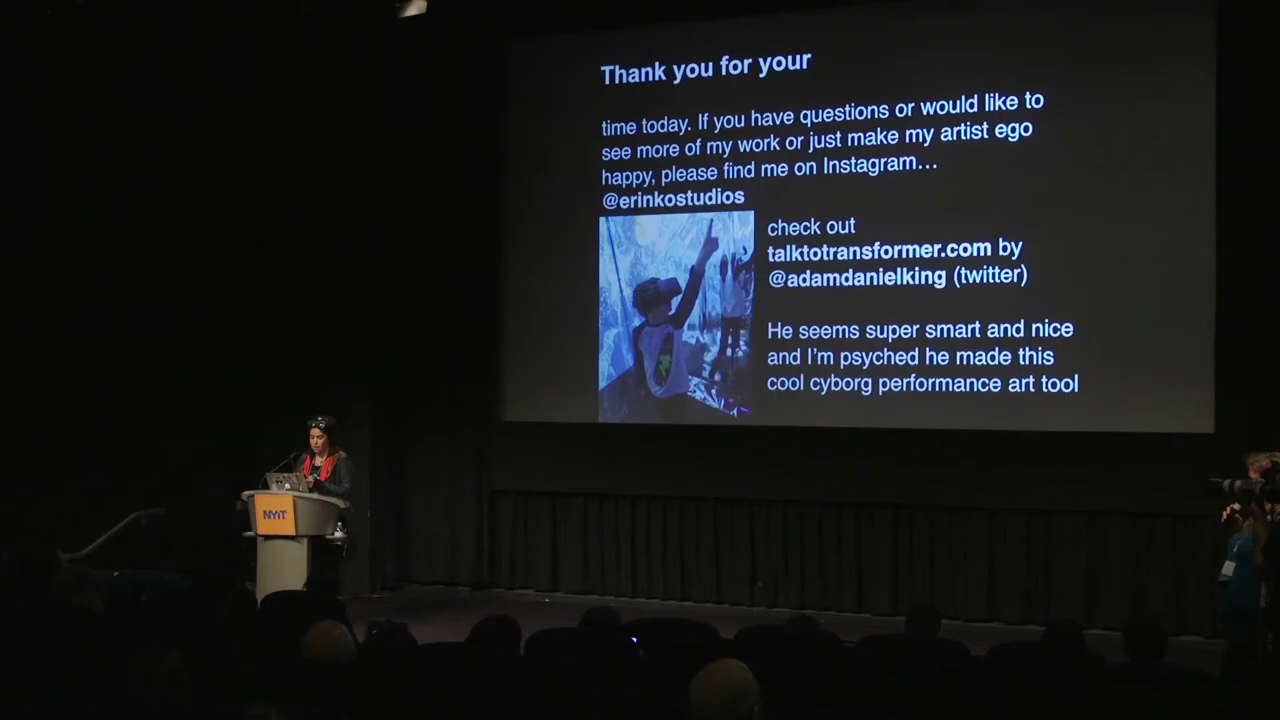 Thank you for your
time today. If you have questions or would like to
see more of my work or just make my artist ego
happy, please find me on Instagram…
@erinkostudios
check out
talktotransformer.com by
@adamdanielking (twitter)
He seems super smart and nice
and I'm psyched he made this
cool cyborg performance art tool
NYIT